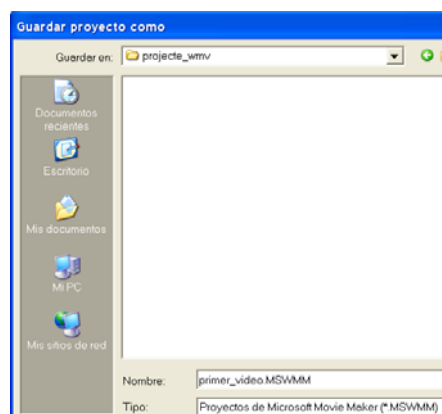 Guardar proyecto como
Guardar en:
projecte_wmv
Documentos
recientes
Escritorio
Mis documentos
Mi PC
Mis sitios de red
Nombre:
primer_video.MSWMM
Tipo:
Proyectos de Microsoft Movie Maker (*.MSWMM)